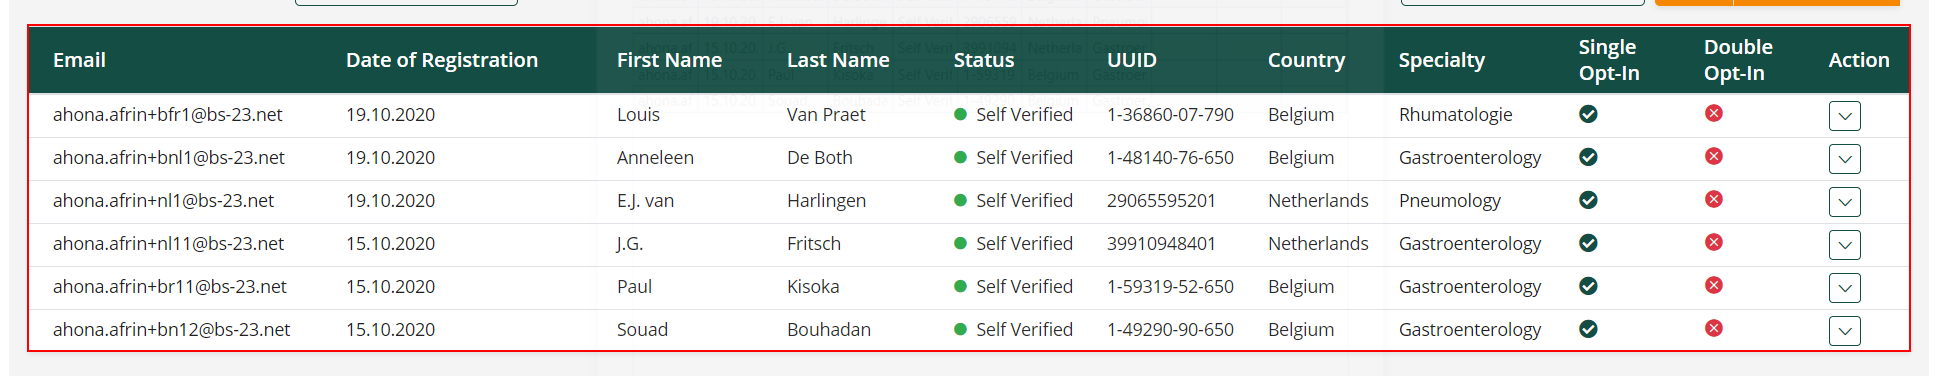 Email Date of Registration First Name Last Name Status UUID Country Specialty Single Opt-In Double Opt-In Action
ahona.afrin+bfr1@bs-23.net 19.10.2020 Louis Van Praet Self Verified 1-36860-07-790 Belgium Rhumatologie
ahona.afrin+bnl1@bs-23.net 19.10.2020 Anneleen De Both Self Verified 1-48140-76-650 Belgium Gastroenterology
ahona.afrin+nl1@bs-23.net 19.10.2020 E.J. van Harlingen Self Verified 29065595201 Netherlands Pneumology
ahona.afrin+nl11@bs-23.net 15.10.2020 J.G. Fritsch Self Verified 39910948401 Netherlands Gastroenterology
ahona.afrin+br11@bs-23.net 15.10.2020 Paul Kisoka Self Verified 1-59319-52-650 Belgium Gastroenterology
ahona.afrin+bn12@bs-23.net 15.10.2020 Souad Bouhadan Self Verified 1-49290-90-650 Belgium Gastroenterology